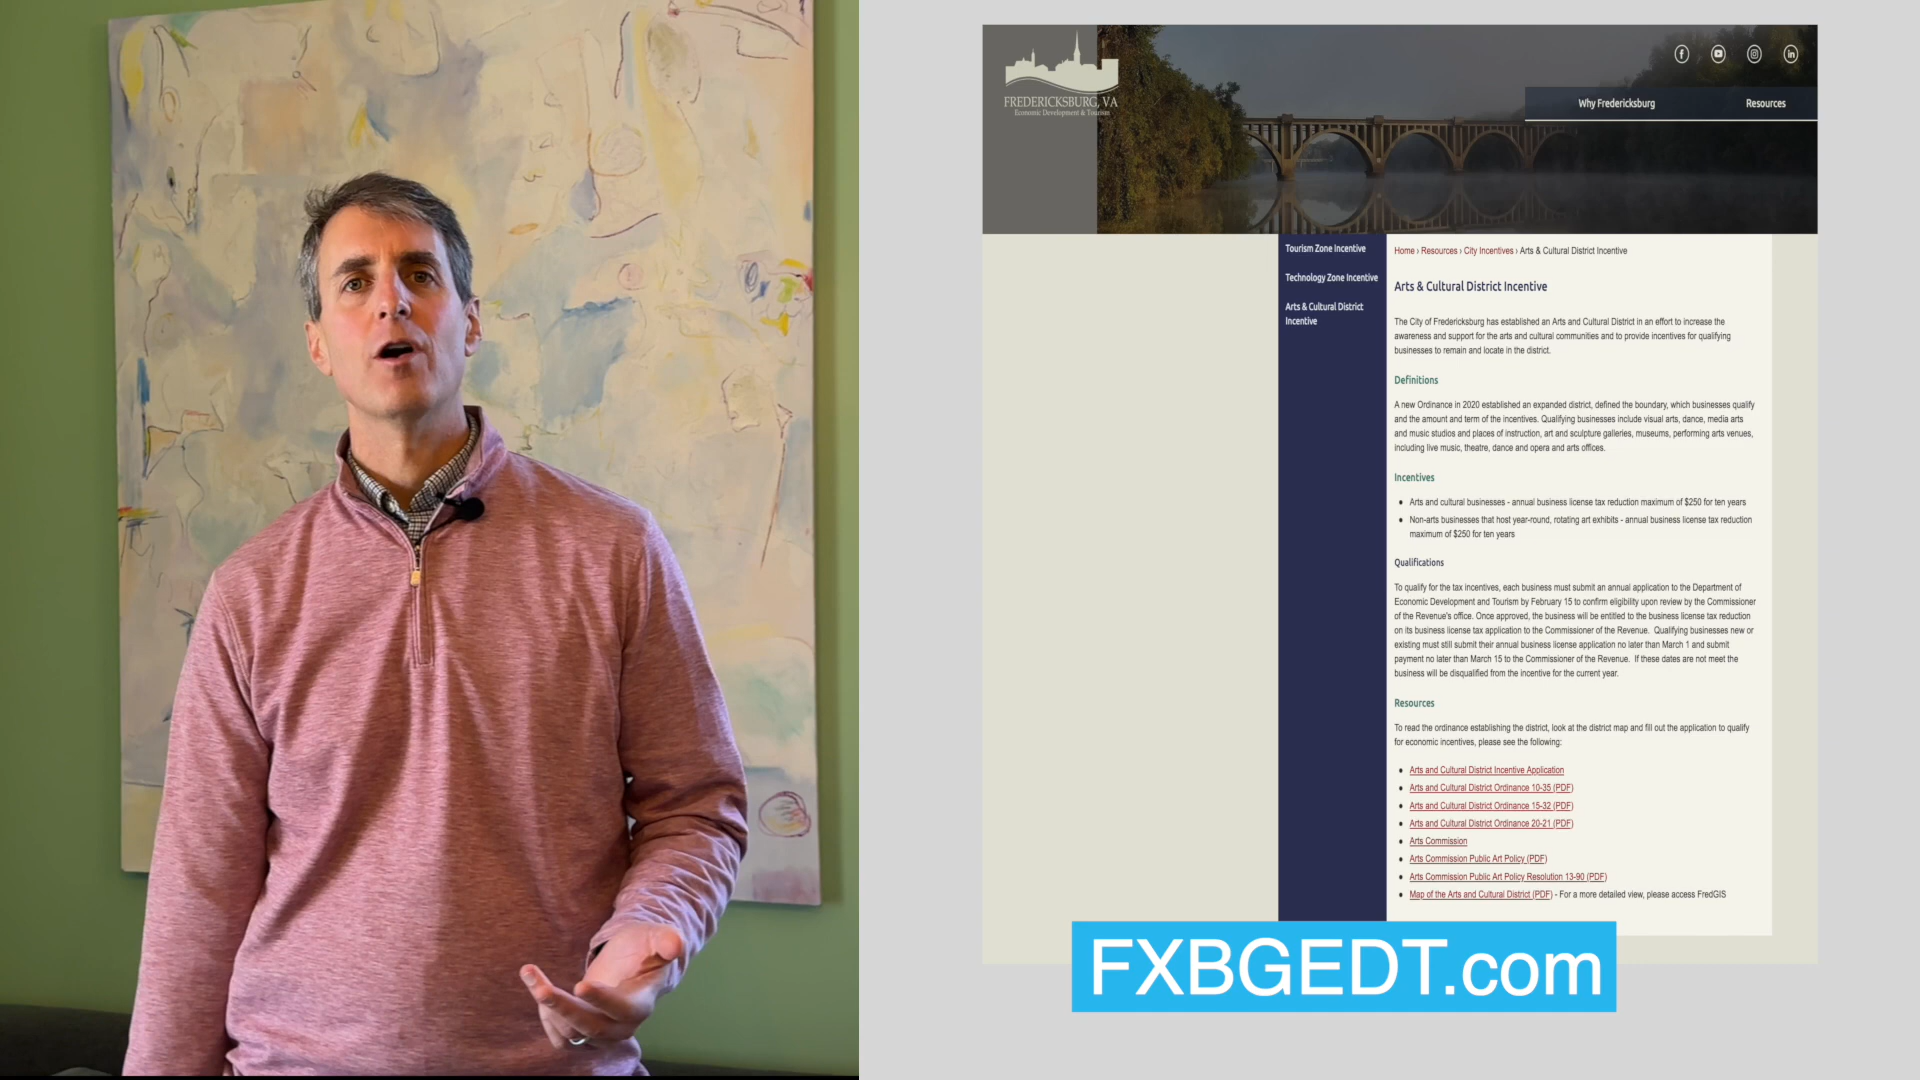 FREDERICKSBURG, VA
Economic Development & Tourism
Why Fredericksburg
Resources
Tourism Zone Incentive
Technology Zone Incentive
Arts & Cultural District
Incentive
Home › Resources › City Incentives › Arts & Cultural District Incentive
Arts & Cultural District Incentive
The City of Fredericksburg has established an Arts and Cultural District in an effort to increase the
awareness and support for the arts and cultural communities and to provide incentives for qualifying
businesses to remain and locate in the district.
Definitions
A new Ordinance in 2020 established an expanded district, defined the boundary, which businesses qualify
and the amount and term of the incentives. Qualifying businesses include visual arts, dance, media arts
and music studios and places of instruction, art and sculpture galleries, museums, performing arts venues,
including live music, theatre, dance and opera and arts offices.
Incentives
• Arts and cultural businesses - annual business license tax reduction maximum of $250 for ten years
• Non-arts businesses that host year-round, rotating art exhibits - annual business license tax reduction
maximum of $250 for ten years
Qualifications
To qualify for the tax incentives, each business must submit an annual application to the Department of
Economic Development and Tourism by February 15 to confirm eligibility upon review by the Commissioner
of the Revenue's office. Once approved, the business will be entitled to the business license tax reduction
on its business license tax application to the Commissioner of the Revenue. Qualifying businesses new or
existing must still submit their annual business license application no later than March 1 and submit
payment no later than March 15 to the Commissioner of the Revenue. If these dates are not meet the
business will be disqualified from the incentive for the current year.
Resources
To read the ordinance establishing the district, look at the district map and fill out the application to qualify
for economic incentives, please see the following:
• Arts and Cultural District Incentive Application
• Arts and Cultural District Ordinance 10-35 (PDF)
• Arts and Cultural District Ordinance 15-32 (PDF)
• Arts and Cultural District Ordinance 20-21 (PDF)
• Arts Commission
• Arts Commission Public Art Policy (PDF)
• Arts Commission Public Art Policy Resolution 13-90 (PDF)
• Map of the Arts and Cultural District (PDF) - For a more detailed view, please access FredGIS
FXBGEDT.com